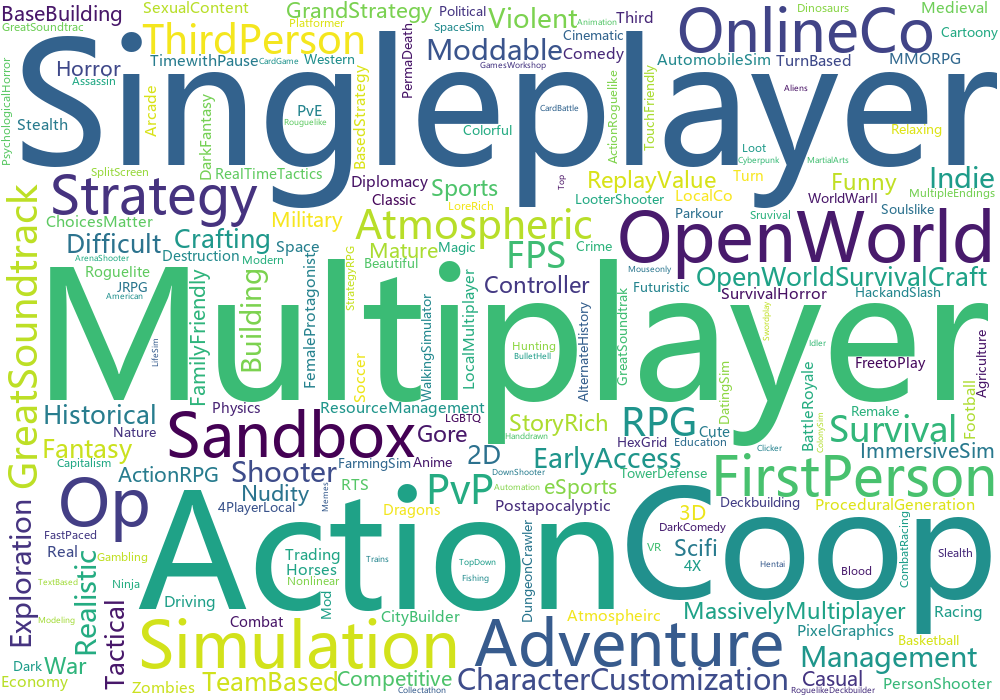 BaseBuilding
SexualContent
GrandStrategy
Political
Violent
Third
Animation
Dinosaurs
Medieval
GreatSoundtrac
Platformer
SpaceSim
OnlineCo
Cartoony
ThirdPerson
Cinematic
Singleplayer
CardGame
Western
PermaDeath
Moddable
Comedy
AutomobileSim
TurnBased
MMORPG
TimewithPause
Horror
GamesWorkshop
Assassin
PsychologicalHorror
Arcade
BasedStrategy
Aliens
PvE
CardBattle
ActionRoguelike
TouchFriendly
Stealth
Rouguelike
Colorful
Relaxing
DarkFantasy
RealTimeTactics
Loot
Cyberpunk
MartialArts
SplitScreen
Strategy
Diplomacy
Top
Sports
ReplayValue
Turn
Funny
Indie
Classic
LoreRich
LooterShooter
LocalCo
WorldWarII
MultipleEndings
ChoicesMatter
Military
Atmospheric
Parkour
Sruvival
Soulslike
Difficult
Crafting
Space
Mature
Magic
FPS
Crime
OpenWorld
Destruction
ArenaShooter
Modern
Beautiful
Mouseonly
Roguelite
StrategyRPG
Controller
Futuristic
OpenWorldSurvivalCraft
JRPG
American
SurvivalHorror
HackandSlash
GreatSoundtrack
Multiplayer
FamilyFriendly
Building
FemaleProtagonist
LifeSim
Soccer
WalkingSimulator
LocalMultiplayer
Hunting
BulletHell
AlternateHistory
GreatSoundtrak
Swordplay
Idler
FreetoPlay
Agriculture
DatingSim
BattleRoyale
Football
Historical
Physics
ResourceManagement
LGBTQ
StoryRich
RPG
Cute
Remake
Nature
Sandbox
Gore
Handdrawn
HexGrid
Education
Clicker
ColonySim
Survival
Fantasy
2D
EarlyAccess
ImmersiveSim
Capitalism
ActionRPG
Shooter
FarmingSim
Anime
DownShooter
TowerDefense
FirstPerson
RTS
Automation
eSports
Op
Nudity
PvP
Postapocalyptic
Deckbuilding
ProceduralGeneration
4PlayerLocal
Memes
Dragons
3D
DarkComedy
FastPaced
ActionCoop
Exploration
Real
Realistic
Trading
Trains
TopDown
DungeonCrawler
VR
Scifi
CombatRacing
Slealth
Gambling
Horses
Nonlinear
4X
Hentai
Blood
TextBased
Ninja
Fishing
Driving
Mod
CityBuilder
Atmospheirc
MassivelyMultiplayer
Racing
Modeling
Combat
PixelGraphics
Tactical
Simulation
Adventure
Basketball
Dark
War
Management
Economy
Zombies
TeamBased
Competitive
Collectathon
CharacterCustomization
Casual
PersonShooter
RoguelikeDeckbuilder